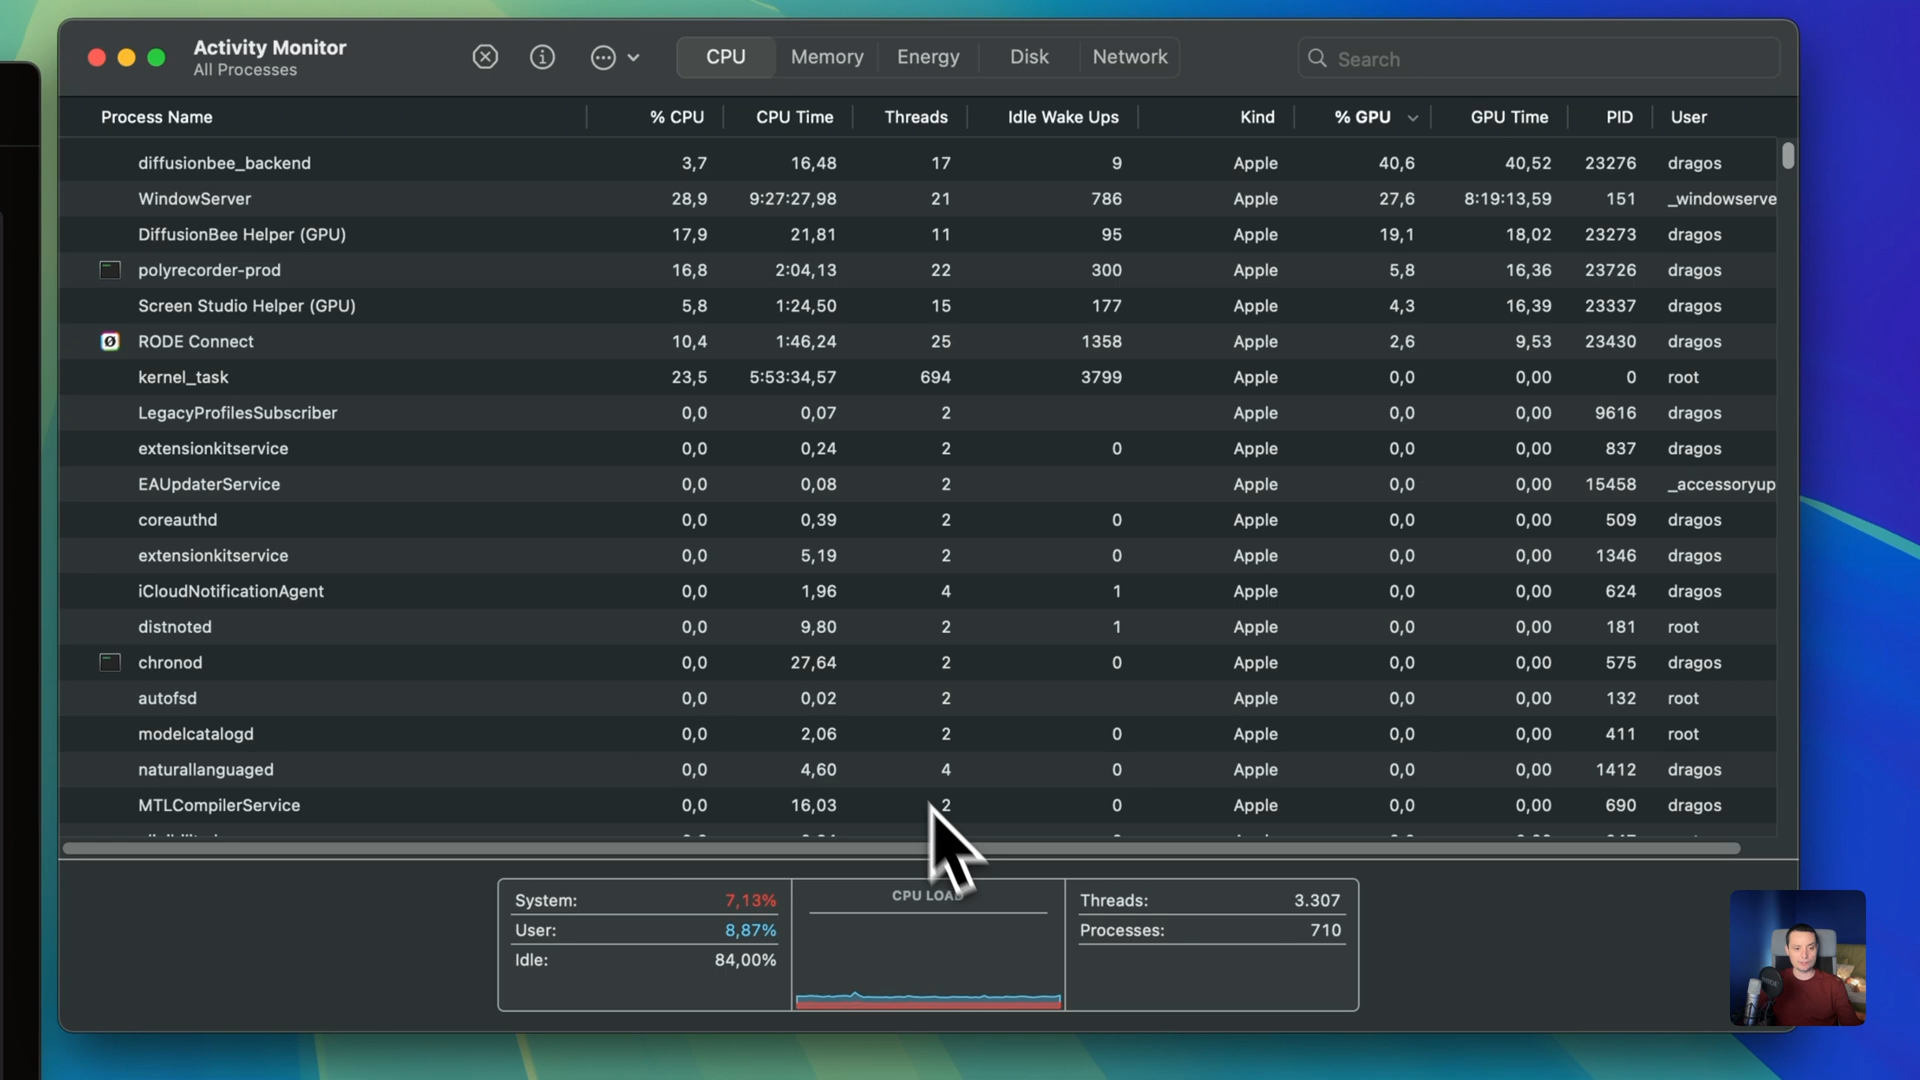 Activity Monitor
All Processes
CPU Memory Energy Disk Network
Search
Process Name % CPU CPU Time Threads Idle Wake Ups Kind % GPU GPU Time PID User
diffusionbee_backend 3,7 16,48 17 9 Apple 40,6 40,52 23276 dragos
WindowServer 28,9 9:27:27,98 21 786 Apple 27,6 8:19:13,59 151 _windowserve
DiffusionBee Helper (GPU) 17,9 21,81 11 95 Apple 19,1 18,02 23273 dragos
polyrecorder-prod 16,8 2:04,13 22 300 Apple 5,8 16,36 23726 dragos
Screen Studio Helper (GPU) 5,8 1:24,50 15 177 Apple 4,3 16,39 23337 dragos
RODE Connect 10,4 1:46,24 25 1358 Apple 2,6 9,53 23430 dragos
kernel_task 23,5 5:53:34,57 694 3799 Apple 0,0 0,00 0 root
LegacyProfilesSubscriber 0,0 0,07 2 Apple 0,0 0,00 9616 dragos
extensionkitservice 0,0 0,24 2 0 Apple 0,0 0,00 837 dragos
EAUpdaterService 0,0 0,08 2 Apple 0,0 0,00 15458 _accessoryup
coreauthd 0,0 0,39 2 0 Apple 0,0 0,00 509 dragos
extensionkitservice 0,0 5,19 2 0 Apple 0,0 0,00 1346 dragos
iCloudNotificationAgent 0,0 1,96 4 1 Apple 0,0 0,00 624 dragos
distnoted 0,0 9,80 2 1 Apple 0,0 0,00 181 root
chronod 0,0 27,64 2 0 Apple 0,0 0,00 575 dragos
autofsd 0,0 0,02 2 Apple 0,0 0,00 132 root
modelcatalogd 0,0 2,06 2 0 Apple 0,0 0,00 411 root
naturallanguaged 0,0 4,60 4 0 Apple 0,0 0,00 1412 dragos
MTLCompilerService 0,0 16,03 2 0 Apple 0,0 0,00 690 dragos
System: 7,13%
User: 8,87%
Idle: 84,00%
CPU LOAD
Threads: 3.307
Processes: 710